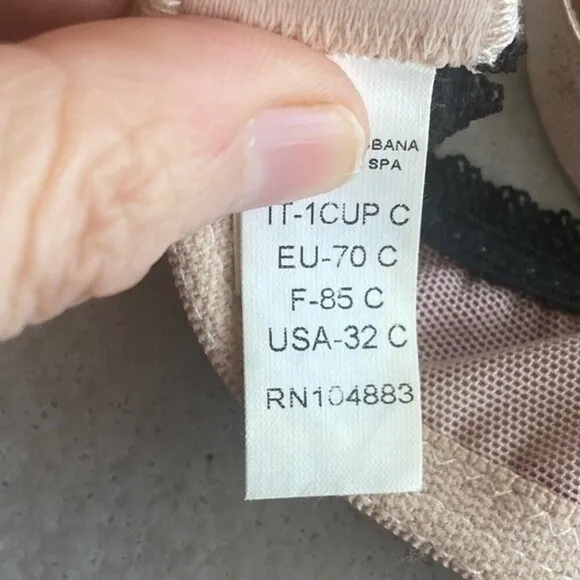 BANA
SPA
IT-1CUP C
EU-70 C
F-85 C
USA-32 C
RN104883